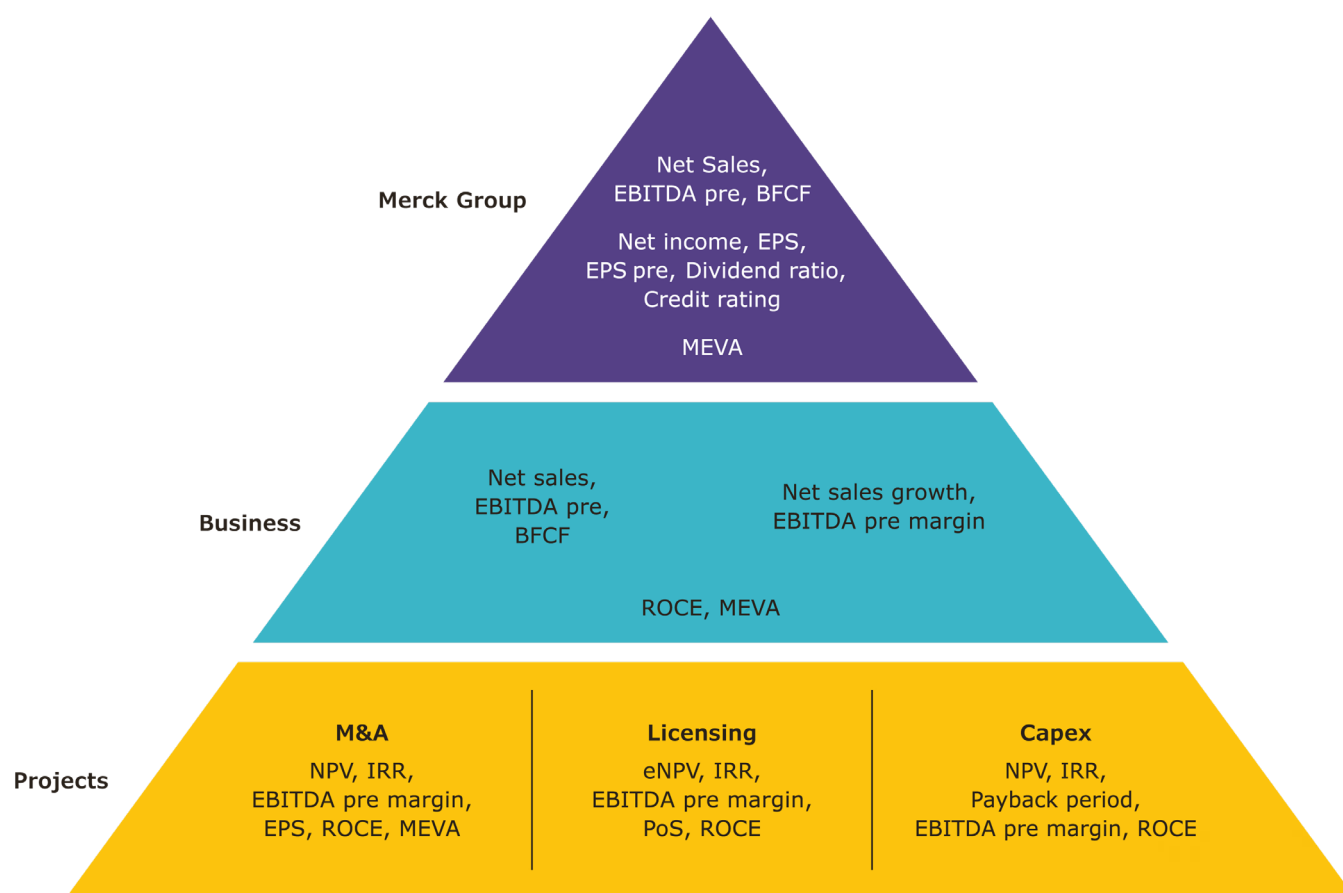 Merck Group
Net Sales,
EBITDA pre, BFCF
Net income, EPS,
EPS pre, Dividend ratio,
Credit rating
MEVA
Business
Net sales,
EBITDA pre,
BFCF
Net sales growth,
EBITDA pre margin
ROCE, MEVA
Projects
M&A
NPV, IRR,
EBITDA pre margin,
EPS, ROCE, MEVA
Licensing
eNPV, IRR,
EBITDA pre margin,
PoS, ROCE
Capex
NPV, IRR,
Payback period,
EBITDA pre margin, ROCE